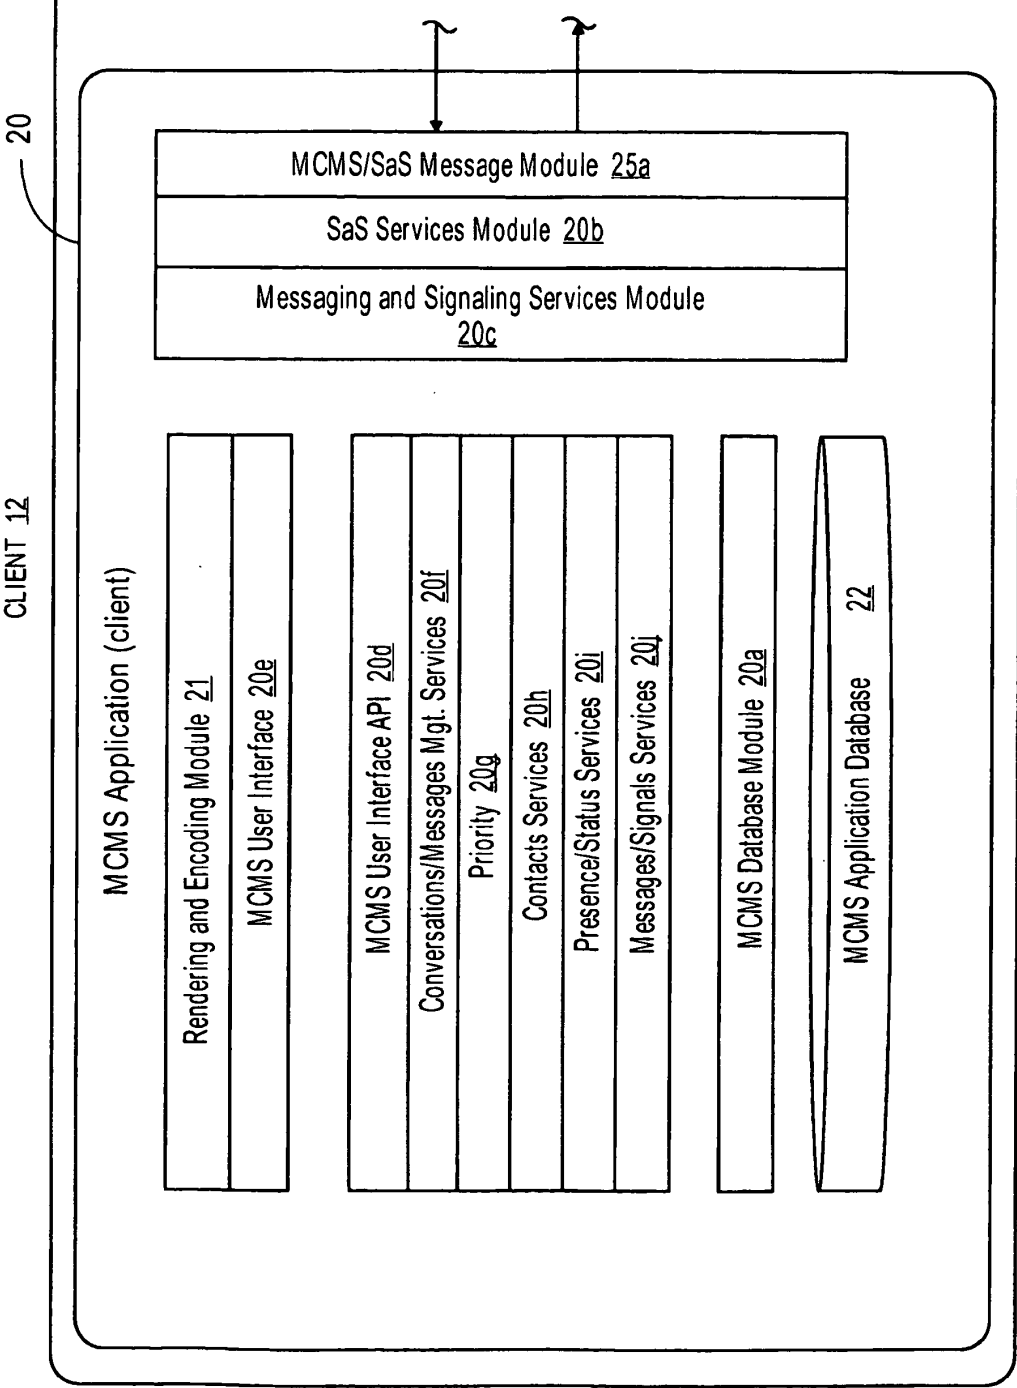 CLIENT 12
20
MCMS Application (client)
Rendering and Encoding Module 21
MCMS User Interface 20e
MCMS User Interface API 20d
Conversations/Messages Mgt. Services 20f
Priority 20g
Contacts Services 20h
Presence/Status Services 20i
Messages/Signals Services 20j
MCMS Database Module 20a
MCMS Application Database 22
MCMS/SaS Message Module 25a
SaS Services Module 20b
Messaging and Signaling Services Module
20c